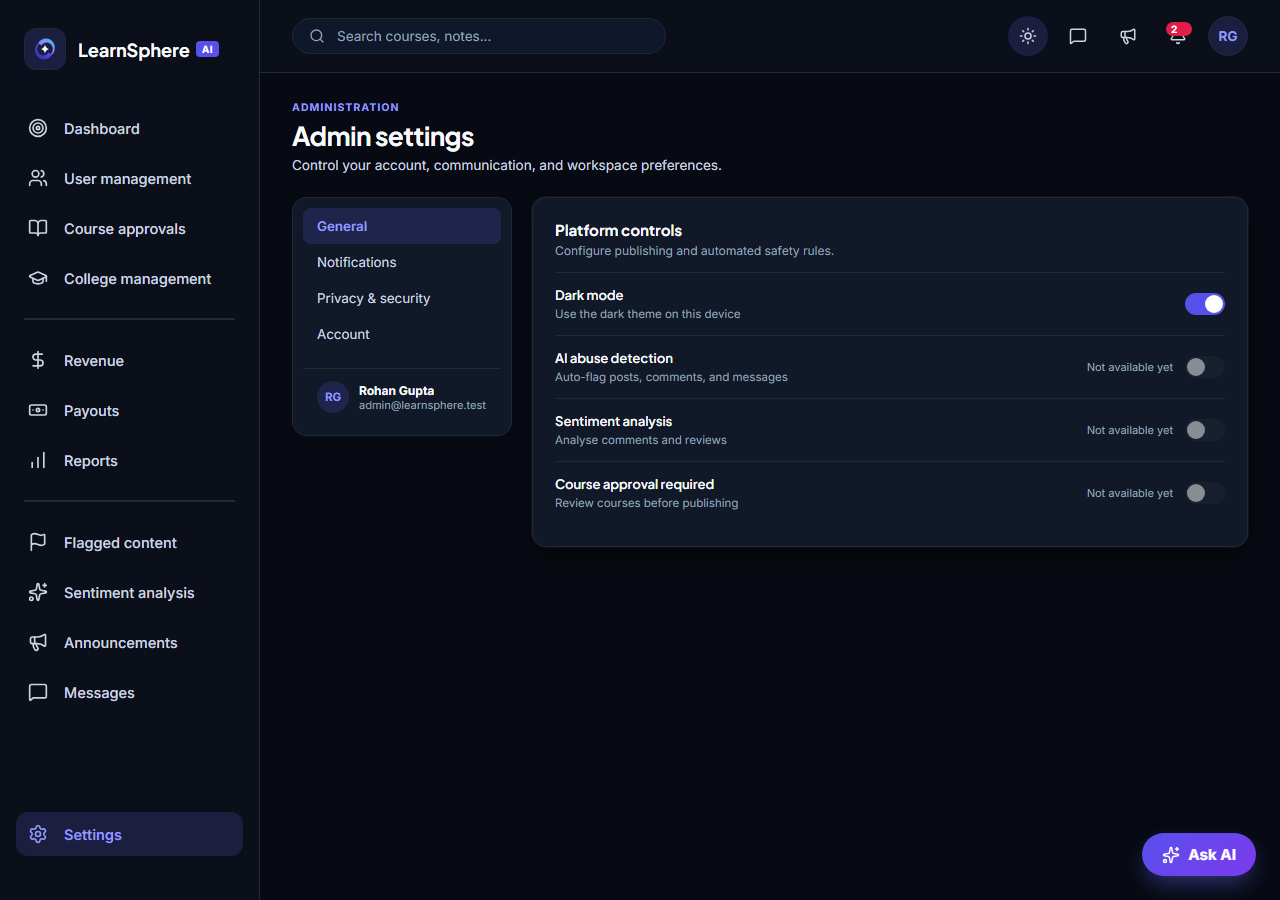 LearnSphere AI
Search courses, notes...
2
RG
Dashboard
User management
Course approvals
College management
Revenue
Payouts
Reports
Flagged content
Sentiment analysis
Announcements
Messages
Settings
ADMINISTRATION
Admin settings
Control your account, communication, and workspace preferences.
General
Notifications
Privacy & security
Account
RG
Rohan Gupta
admin@learnsphere.test
Platform controls
Configure publishing and automated safety rules.
Dark mode
Use the dark theme on this device
AI abuse detection
Auto-flag posts, comments, and messages
Not available yet
Sentiment analysis
Analyse comments and reviews
Not available yet
Course approval required
Review courses before publishing
Not available yet
Ask AI